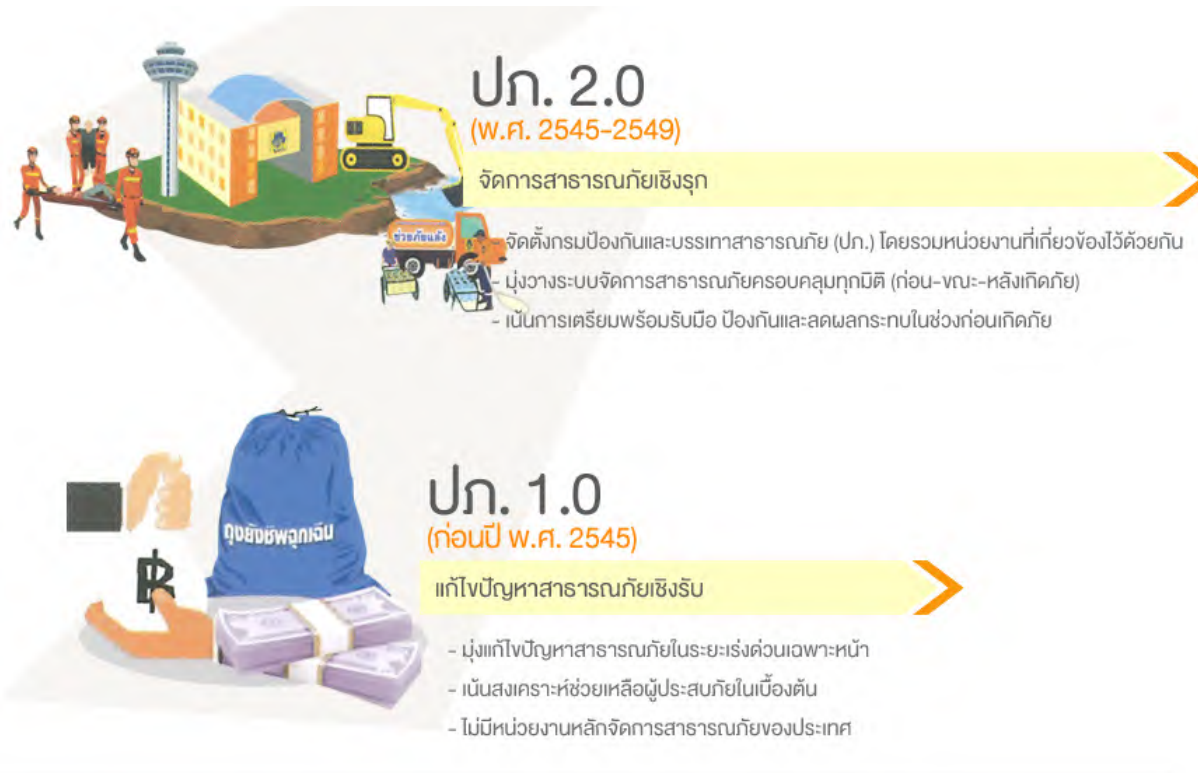 ปภ. 2.0
(พ.ศ. 2545-2549)
จัดการสาธารณภัยเชิงรุก
ช่วยภัยแล้ง
- จัดตั้งกรมป้องกันและบรรเทาสาธารณภัย (ปภ.) โดยรวมหน่วยงานที่เกี่ยวข้องไว้ด้วยกัน
- มุ่งวางระบบจัดการสาธารณภัยครอบคลุมทุกมิติ (ก่อน-ขณะ-หลังเกิดภัย)
- เน้นการเตรียมพร้อมรับมือ ป้องกันและลดผลกระทบในช่วงก่อนเกิดภัย
ปภ. 1.0
(ก่อนปี พ.ศ. 2545)
ถุงยังชีพฉุกเฉิน
฿
แก้ไขปัญหาสาธารณภัยเชิงรับ
- มุ่งแก้ไขปัญหาสาธารณภัยในระยะเร่งด่วนเฉพาะหน้า
- เน้นสงเคราะห์ช่วยเหลือผู้ประสบภัยในเบื้องต้น
- ไม่มีหน่วยงานหลักจัดการสาธารณภัยของประเทศ